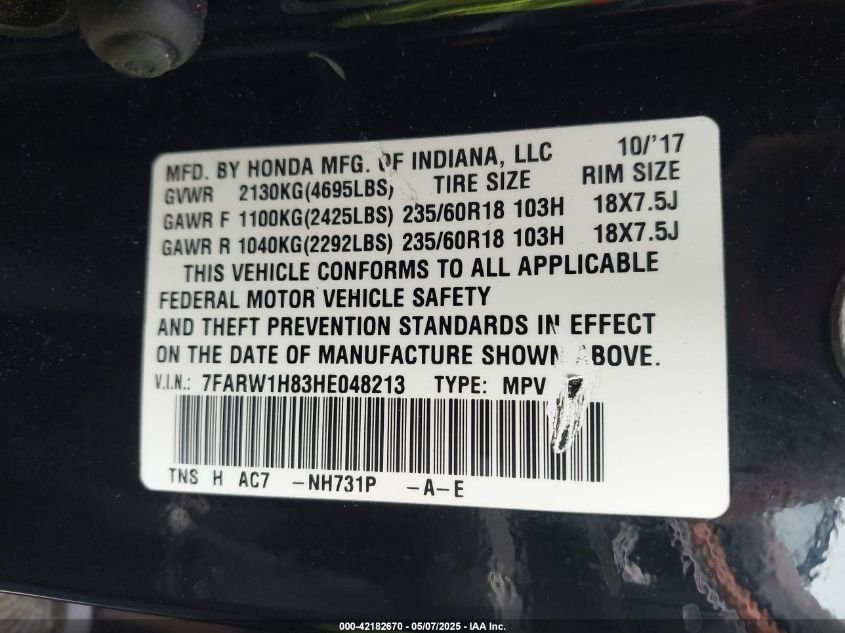 MFD. BY HONDA MFG. OF INDIANA, LLC 10/'17
GVWR 2130KG(4695LBS) TIRE SIZE RIM SIZE
GAWR F 1100KG(2425LBS) 235/60R18 103H 18X7.5J
GAWR R 1040KG(2292LBS) 235/60R18 103H 18X7.5J
THIS VEHICLE CONFORMS TO ALL APPLICABLE
FEDERAL MOTOR VEHICLE SAFETY
AND THEFT PREVENTION STANDARDS IN EFFECT
ON THE DATE OF MANUFACTURE SHOWN ABOVE.
V.I.N.: 7FARW1H83HE048213 TYPE: MPV
TNS H AC7 -NH731P -A-E
000-42182670 - 05/07/2025 - IAA Inc.